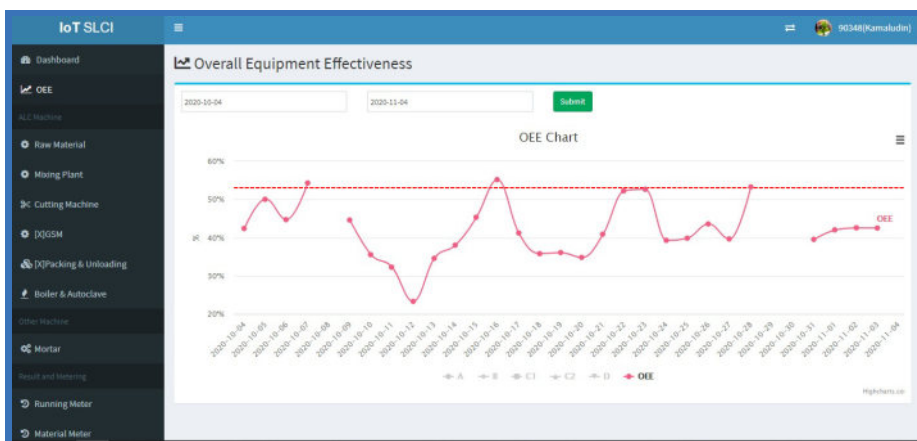 IoT SLCI
90348(Kamaludin)
Dashboard
OEE
ALC Machine
Raw Material
Mixing Plant
Cutting Machine
[X]GSM
[X]Packing & Unloading
Boiler & Autoclave
Other Machine
Mortar
Result and Metering
Running Meter
Material Meter
Overall Equipment Effectiveness
2020-10-04 2020-11-04 Submit
OEE Chart
60%
50%
40%
30%
20%
%
OEE
2020-10-04 2020-10-05 2020-10-06 2020-10-07 2020-10-08 2020-10-09 2020-10-10 2020-10-11 2020-10-12 2020-10-13 2020-10-14 2020-10-15 2020-10-16 2020-10-17 2020-10-18 2020-10-19 2020-10-20 2020-10-21 2020-10-22 2020-10-23 2020-10-24 2020-10-25 2020-10-26 2020-10-27 2020-10-28 2020-10-29 2020-10-30 2020-10-31 2020-11-01 2020-11-02 2020-11-03 2020-11-04
A B C1 C2 D OEE
Highcharts.com